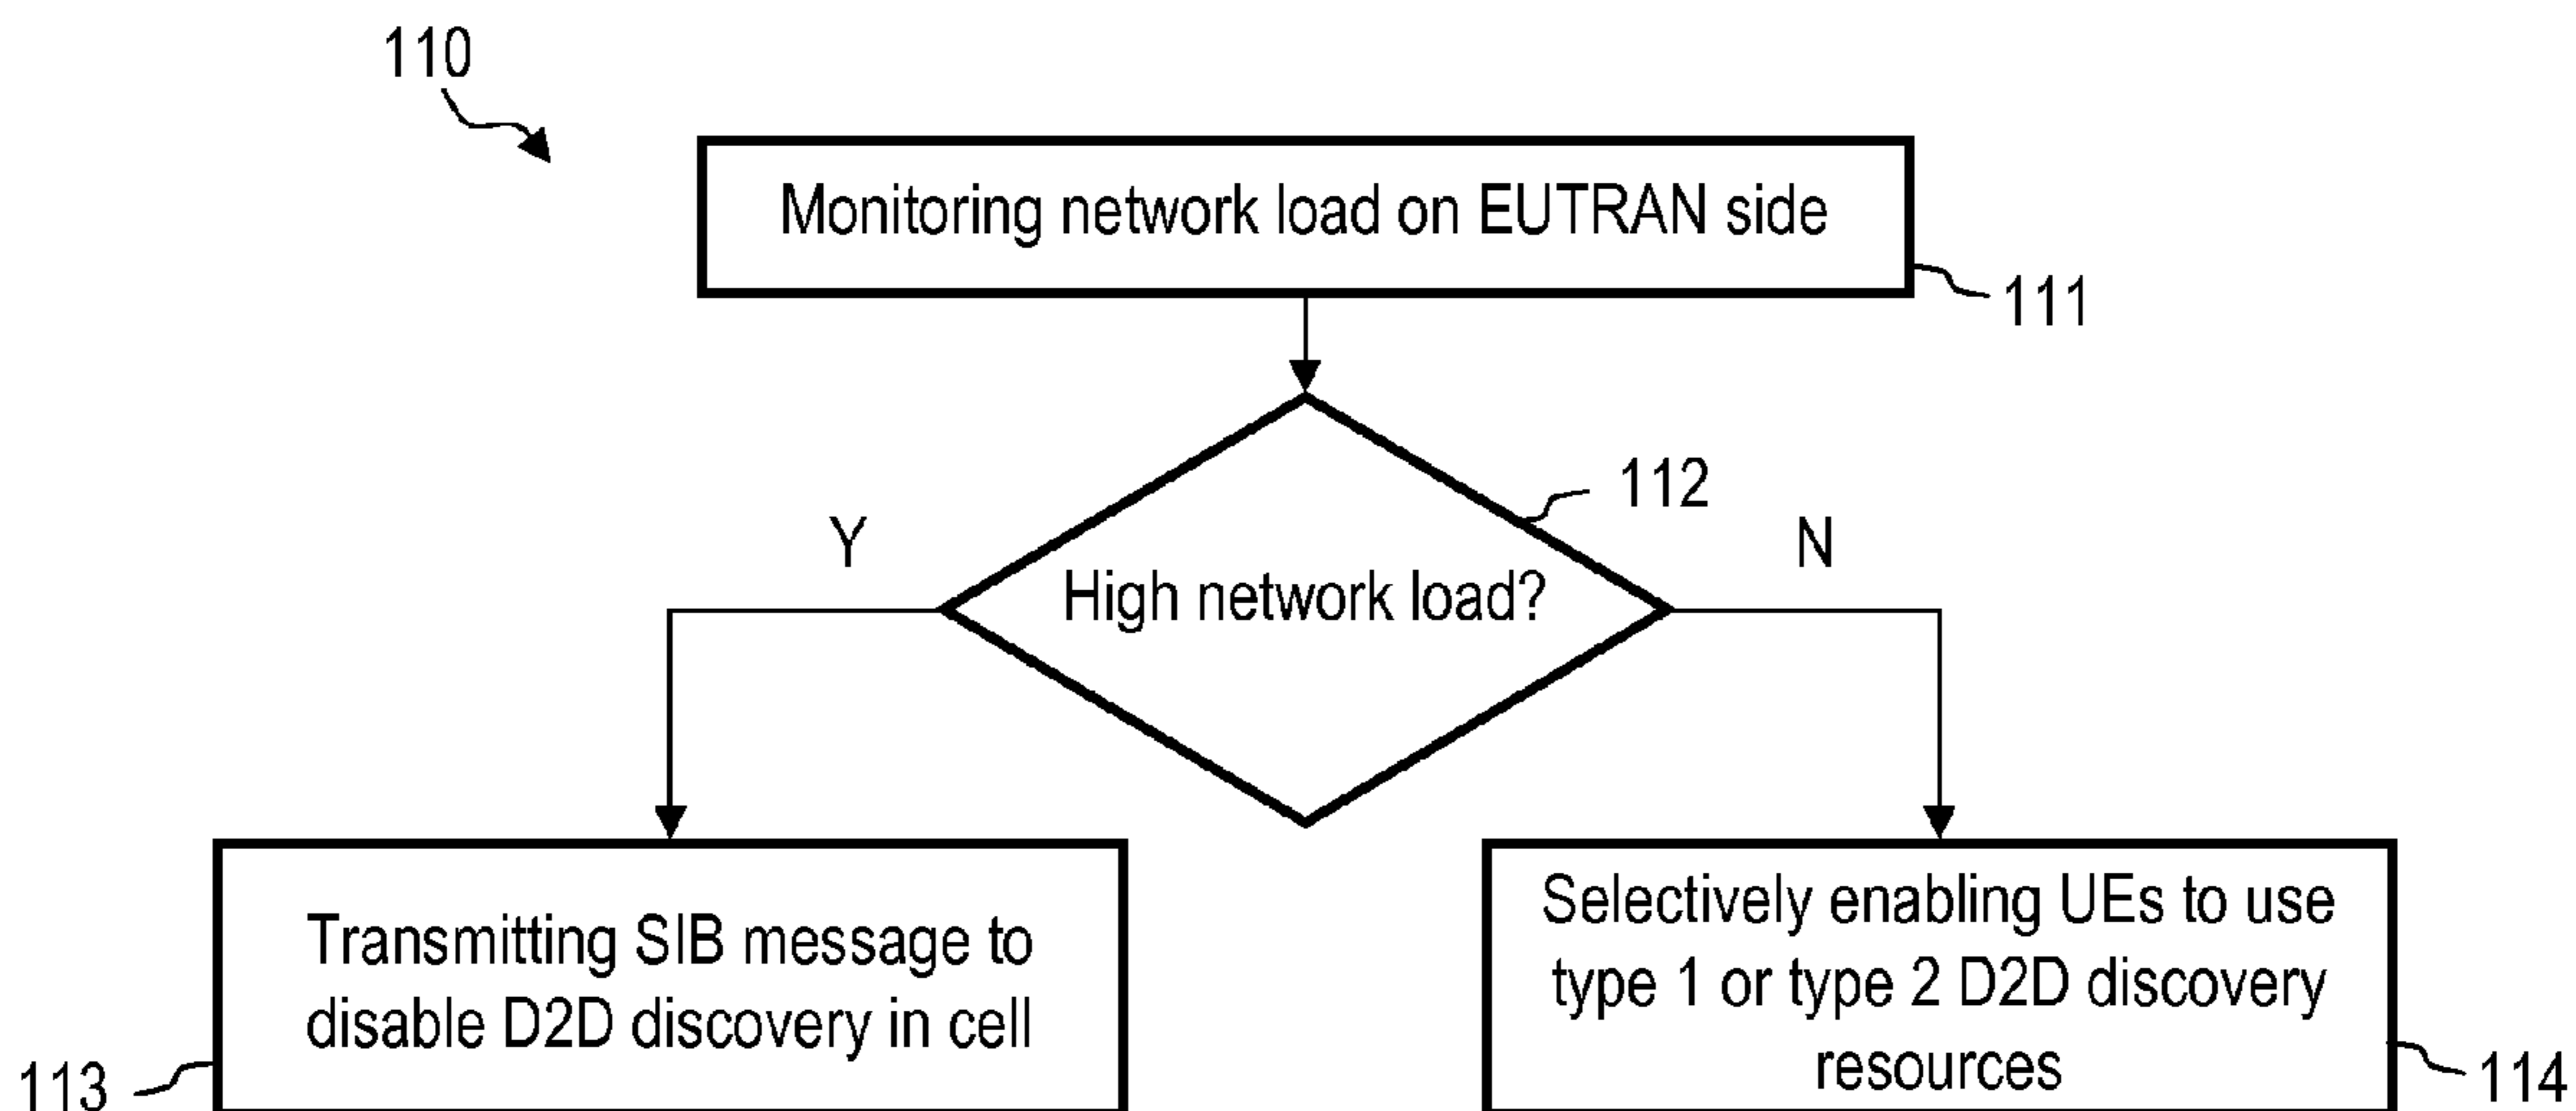 110
Monitoring network load on EUTRAN side
111
112
Y
N
High network load?
Transmitting SIB message to
disable D2D discovery in cell
113
Selectively enabling UEs to use
type 1 or type 2 D2D discovery
resources
114